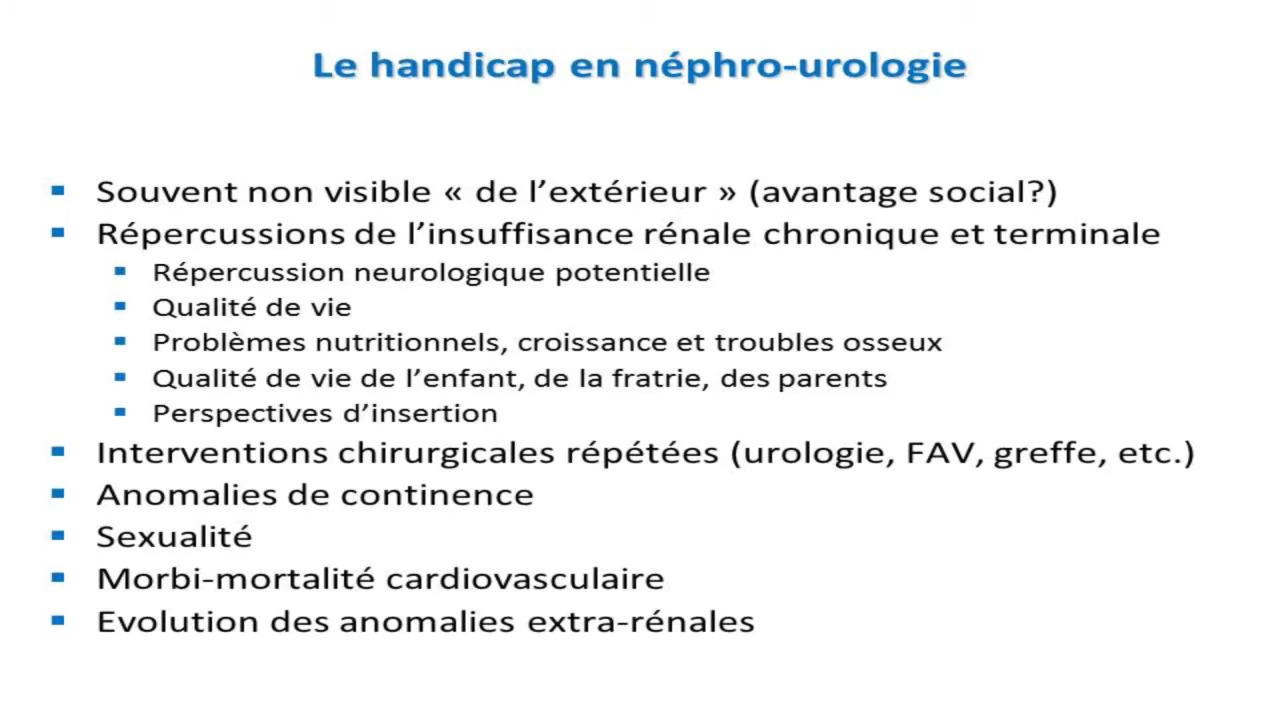 Le handicap en néphro-urologie
Souvent non visible « de l’extérieur » (avantage social?)
Répercussions de l’insuffisance rénale chronique et terminale
Répercussion neurologique potentielle
Qualité de vie
Problèmes nutritionnels, croissance et troubles osseux
Qualité de vie de l’enfant, de la fratrie, des parents
Perspectives d’insertion
Interventions chirurgicales répétées (urologie, FAV, greffe, etc.)
Anomalies de continence
Sexualité
Morbi-mortalité cardiovasculaire
Evolution des anomalies extra-rénales